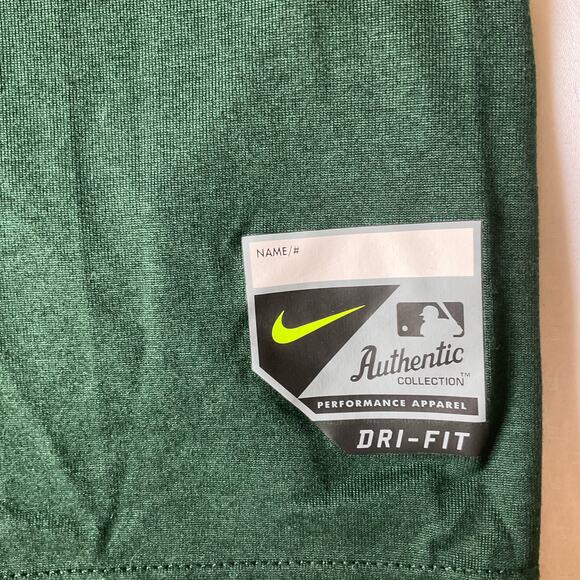 NAME/#
Authentic
COLLECTION™
PERFORMANCE APPAREL
DRI-FIT